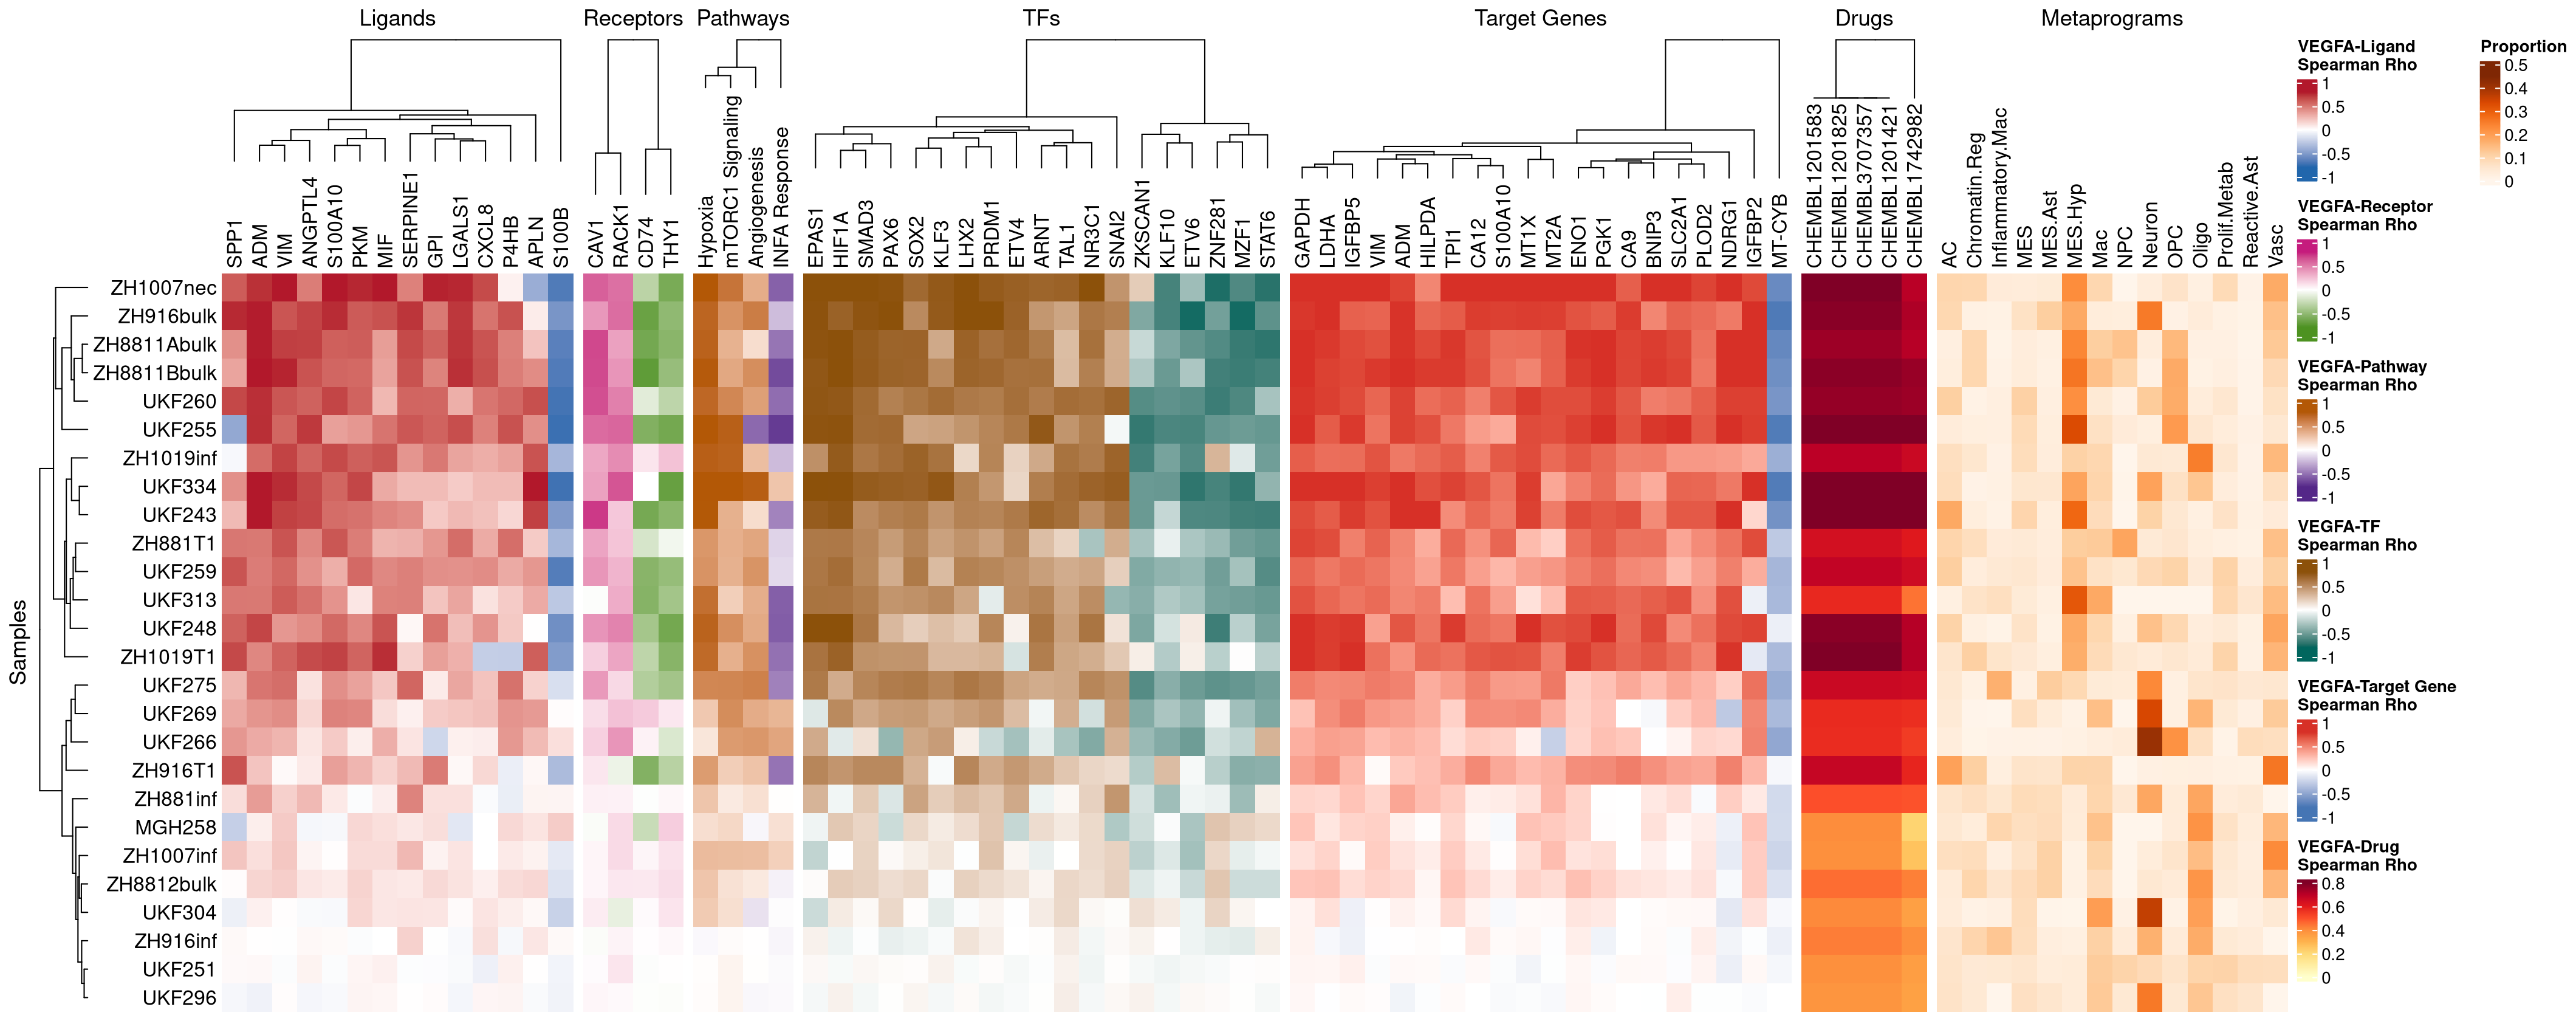 Ligands Receptors Pathways TFs Target Genes Drugs Metaprograms
SPP1 ADM VIM ANGPTL4 S100A10 PKM MIF SERPINE1 GPI LGALS1 CXCL8 P4HB APLN S100B
CAV1 RACK1 CD74 THY1
Hypoxia mTORC1 Signaling Angiogenesis INFA Response
EPAS1 HIF1A SMAD3 PAX6 SOX2 KLF3 LHX2 PRDM1 ETV4 ARNT TAL1 NR3C1 SNAI2 ZKSCAN1 KLF10 ETV6 ZNF281 MZF1 STAT6
GAPDH LDHA IGFBP5 VIM ADM HILPDA TPI1 CA12 S100A10 MT1X MT2A ENO1 PGK1 CA9 BNIP3 SLC2A1 PLOD2 NDRG1 IGFBP2 MT-CYB
CHEMBL1201583 CHEMBL1201825 CHEMBL3707357 CHEMBL1201421 CHEMBL1742982
AC Chromatin.Reg Inflammatory.Mac MES MES.Ast MES.Hyp Mac NPC Neuron OPC Oligo Prolif.Metab Reactive.Ast Vasc
Samples
ZH1007nec
ZH916bulk
ZH8811Abulk
ZH8811Bbulk
UKF260
UKF255
ZH1019inf
UKF334
UKF243
ZH881T1
UKF259
UKF313
UKF248
ZH1019T1
UKF275
UKF269
UKF266
ZH916T1
ZH881inf
MGH258
ZH1007inf
ZH8812bulk
UKF304
ZH916inf
UKF251
UKF296
VEGFA-Ligand
Spearman Rho
1
0.5
0
-0.5
-1
VEGFA-Receptor
Spearman Rho
1
0.5
0
-0.5
-1
VEGFA-Pathway
Spearman Rho
1
0.5
0
-0.5
-1
VEGFA-TF
Spearman Rho
1
0.5
0
-0.5
-1
VEGFA-Target Gene
Spearman Rho
1
0.5
0
-0.5
-1
VEGFA-Drug
Spearman Rho
0.8
0.6
0.4
0.2
0
Proportion
0.5
0.4
0.3
0.2
0.1
0